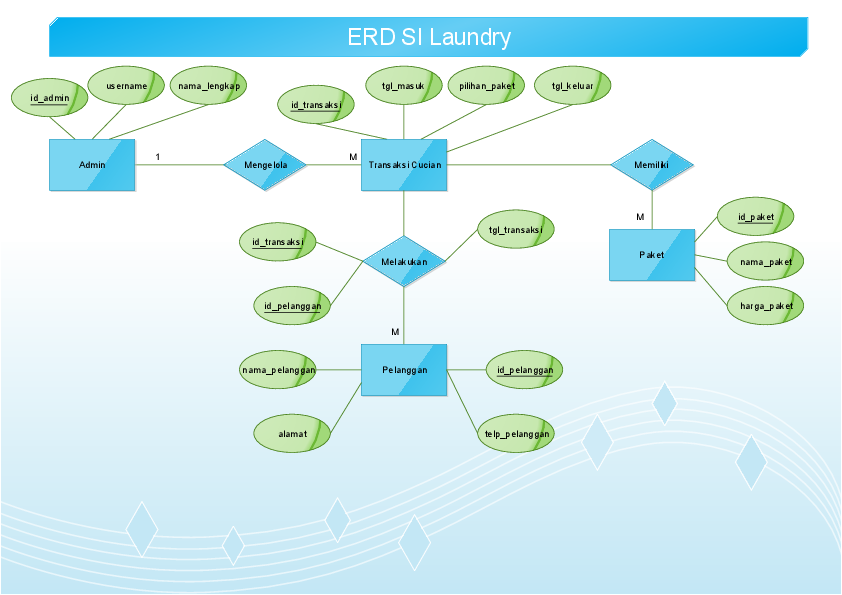 ERD SI Laundry
id_admin
username
nama_lengkap
id_transaksi
tgl_masuk
pilihan_paket
tgl_keluar
Admin
1
Mengelola
M
Transaksi Cucian
Memiliki
M
id_paket
Paket
nama_paket
harga_paket
id_transaksi
tgl_transaksi
Melakukan
id_pelanggan
M
nama_pelanggan
Pelanggan
id_pelanggan
alamat
telp_pelanggan